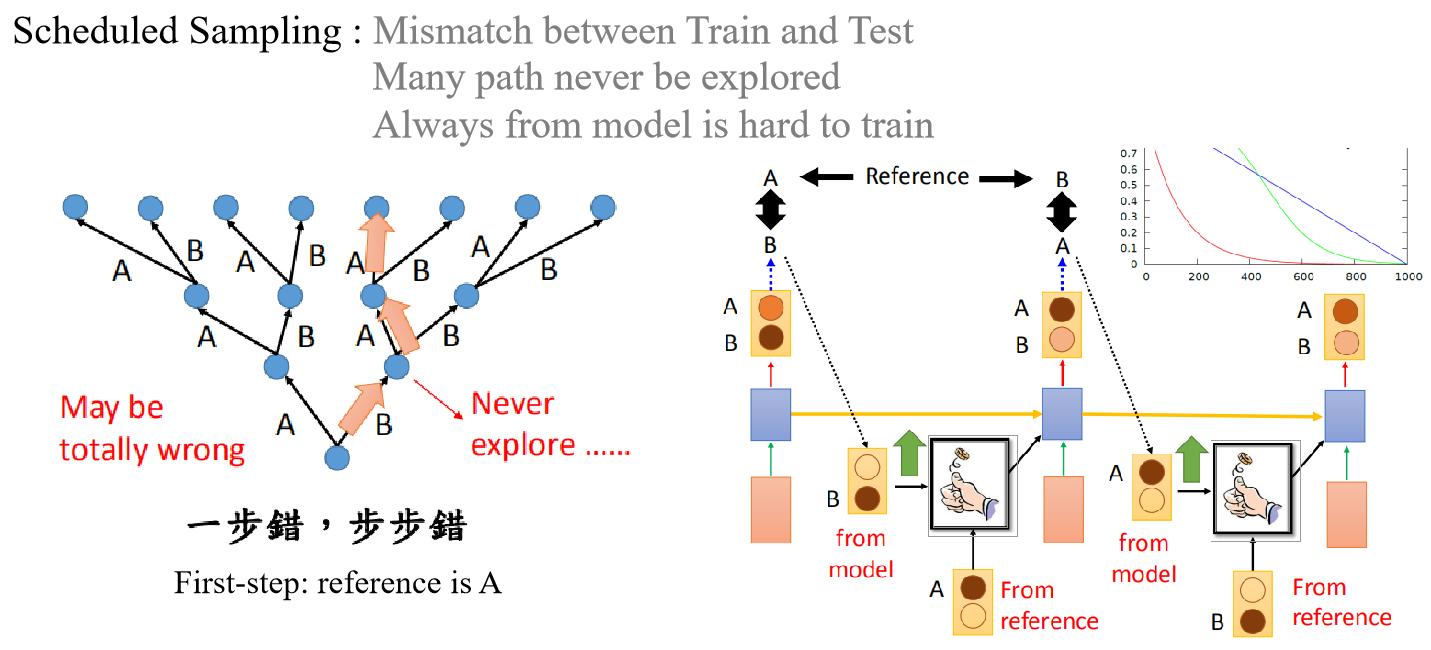 Scheduled Sampling : Mismatch between Train and Test
Many path never be explored
Always from model is hard to train
A
B
A
B
A
B
A
B
A
B
A
B
A
B
May be
totally wrong
Never
explore ......
一步錯，步步錯
First-step: reference is A
A
Reference
B
B
A
A
B
A
B
A
B
B
from
model
A
From
reference
A
from
model
B
From
reference
0.7
0.6
0.5
0.4
0.3
0.2
0.1
0
0
200
400
600
800
1000